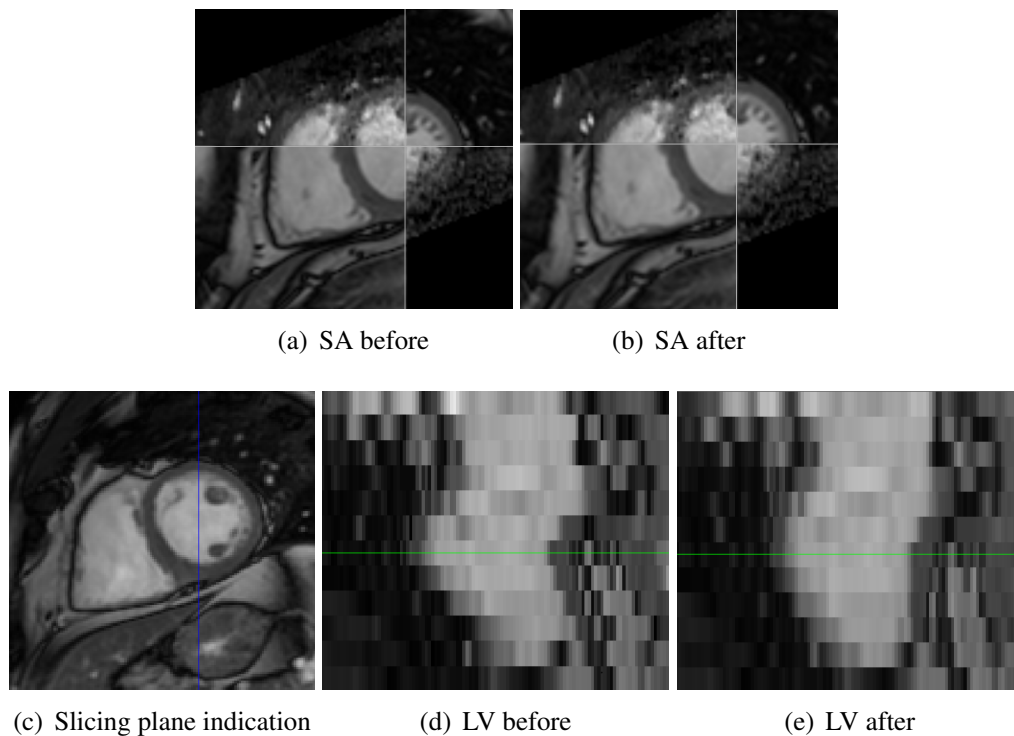 (a) SA before
(b) SA after
(c) Slicing plane indication
(d) LV before
(e) LV after